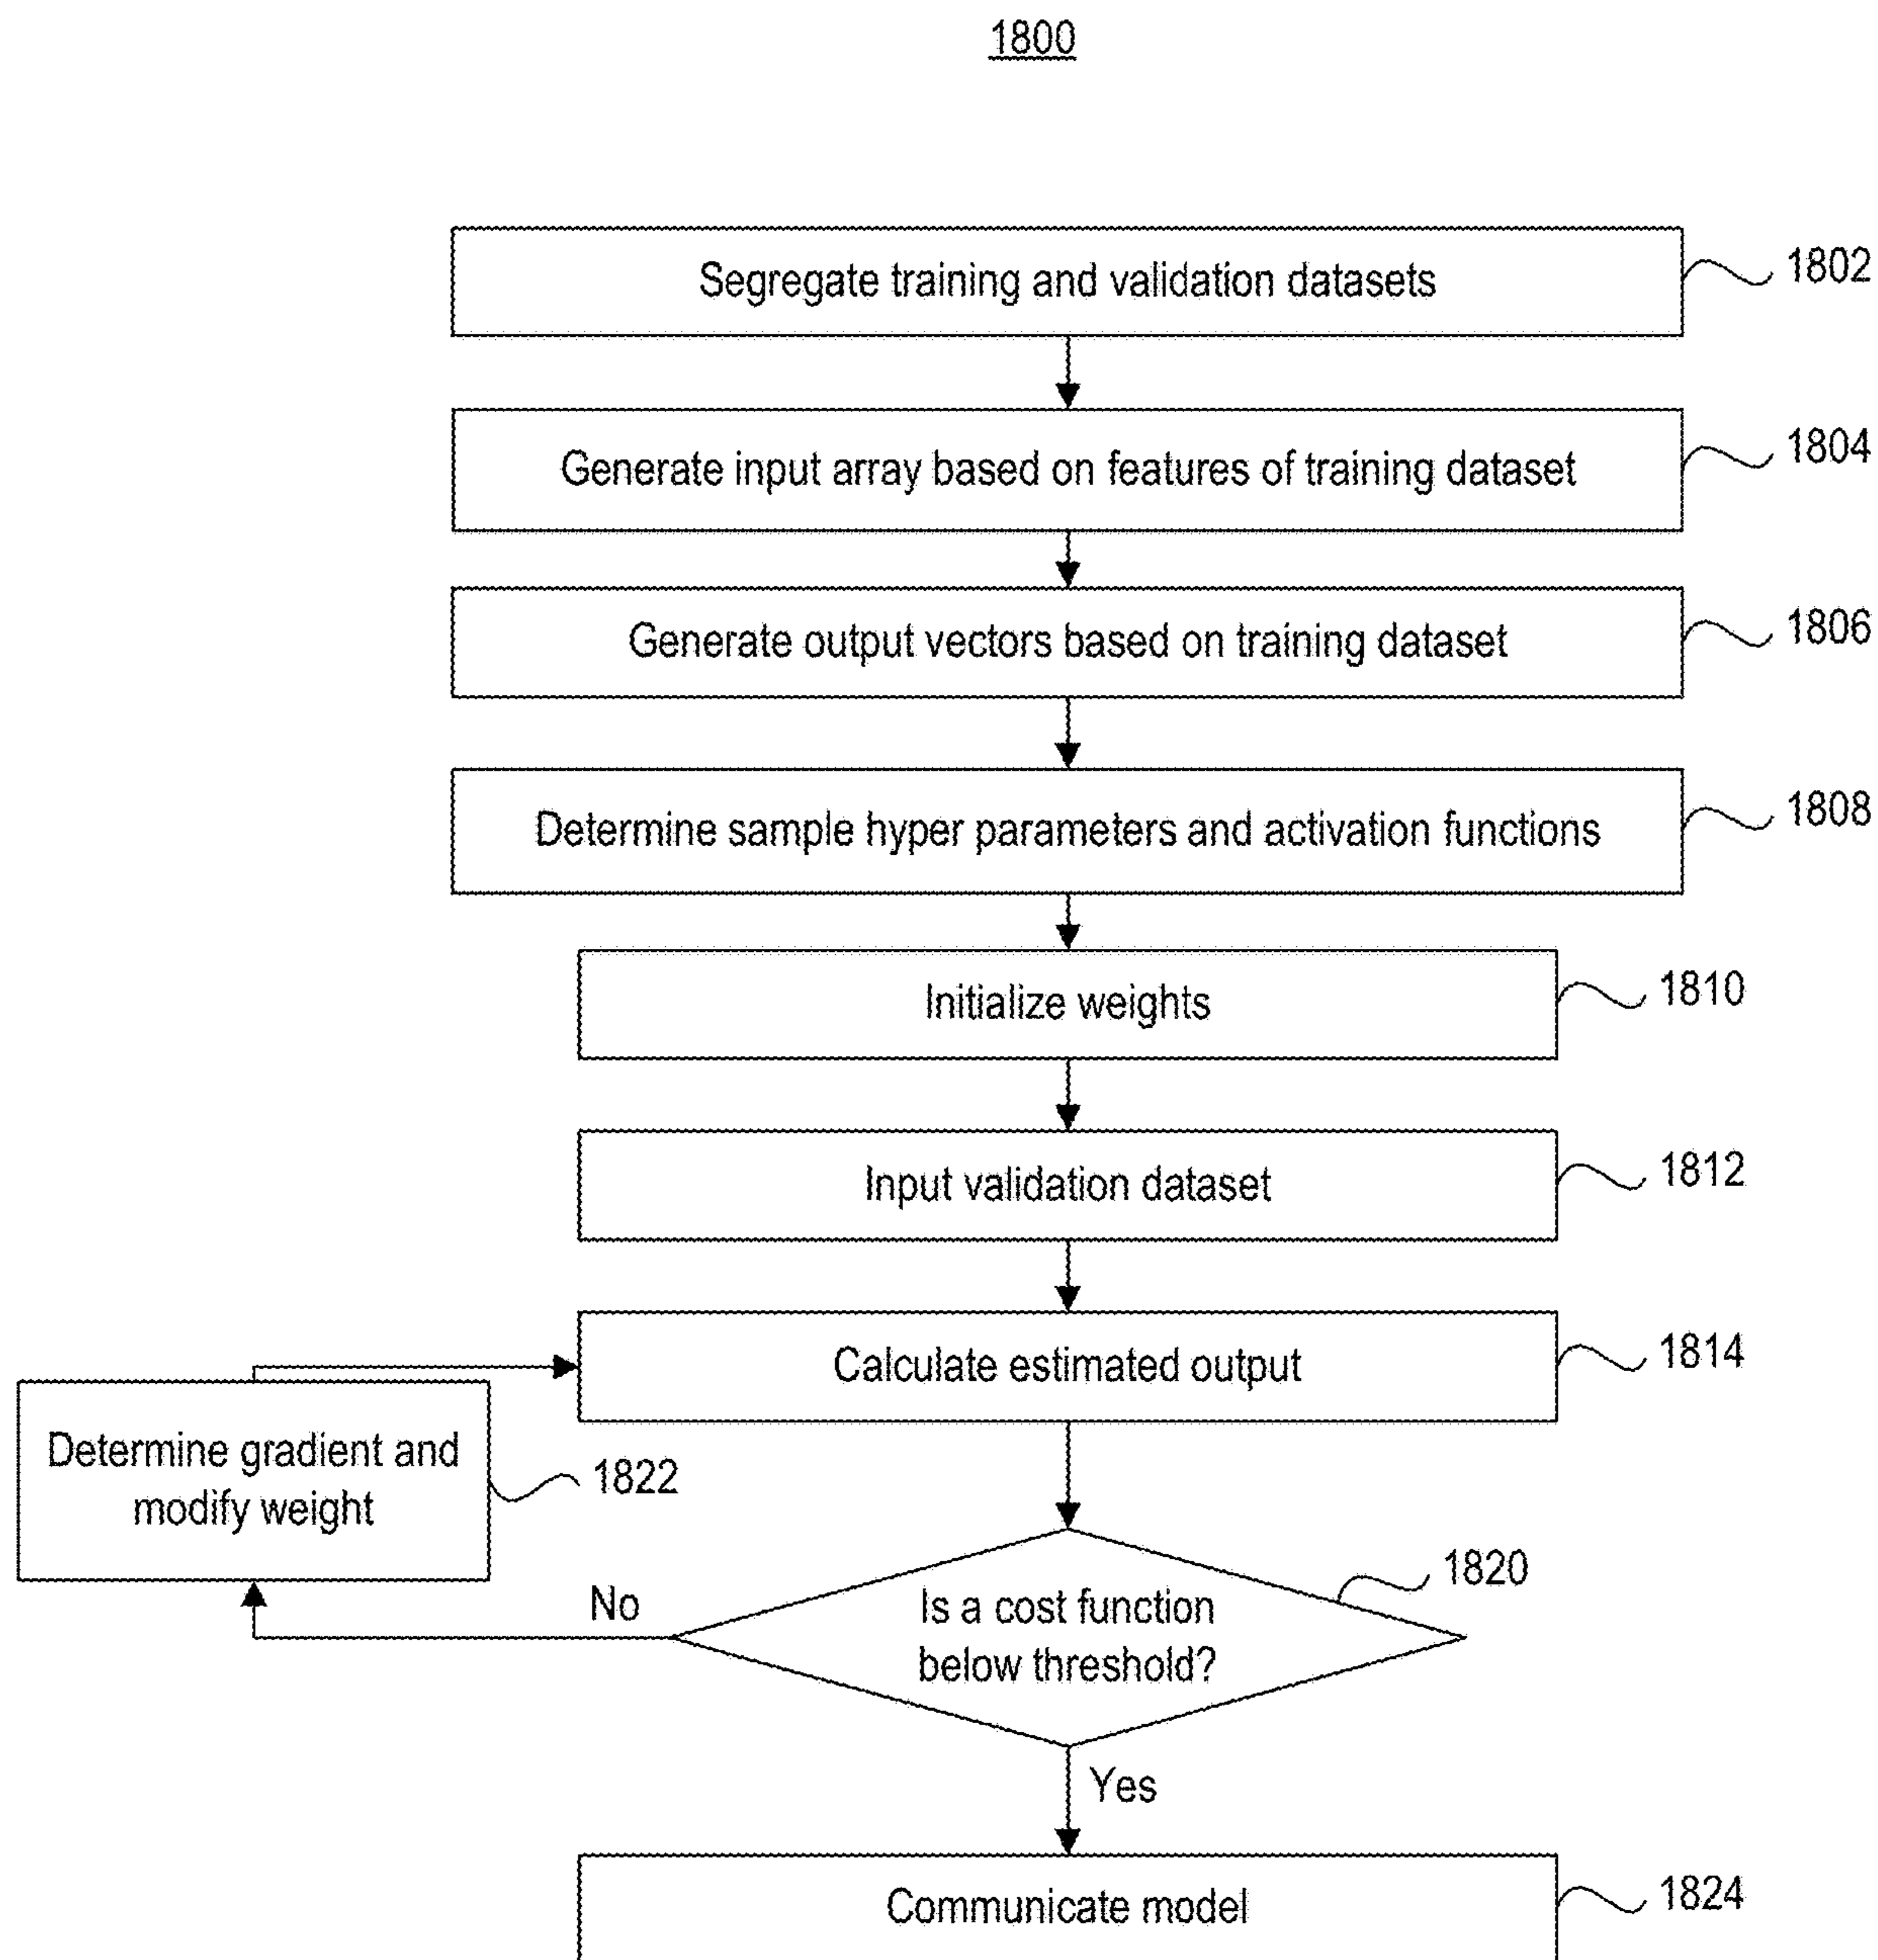 1800
Segregate training and validation datasets
1802
Generate input array based on features of training dataset
1804
Generate output vectors based on training dataset
1806
Determine sample hyper parameters and activation functions
1808
Initialize weights
1810
Input validation dataset
1812
Calculate estimated output
1814
Determine gradient and
modify weight
1822
Is a cost function
below threshold?
1820
No
Yes
Communicate model
1824